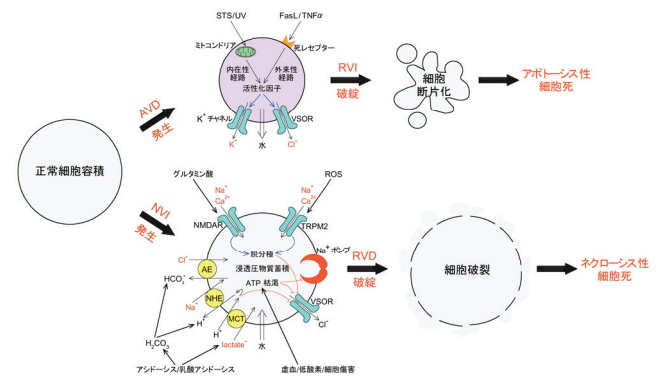 STS/UV
FasL/TNFα
ミトコンドリア
死レセプター
内在性
経路
外来性
経路
活性化因子
K⁺チャネル
VSOR
K⁺
水
Cl⁻
AVD
発生
RVI
破綻
細胞
断片化
アポトーシス性
細胞死
正常細胞容積
NVI
発生
グルタミン酸
ROS
Na⁺
Ca²⁺
Na⁺
Ca²⁺
NMDAR
TRPM2
Na⁺ポンプ
脱分極
浸透圧物質蓄積
ATP 枯渇
Cl⁻
AE
HCO₃⁻
NHE
Na⁺
H⁺
MCT
H⁺
lactate⁻
H₂CO₃
VSOR
Cl⁻
水
アシドーシス/乳酸アシドーシス
虚血/低酸素/細胞傷害
RVD
破綻
細胞破裂
ネクローシス性
細胞死